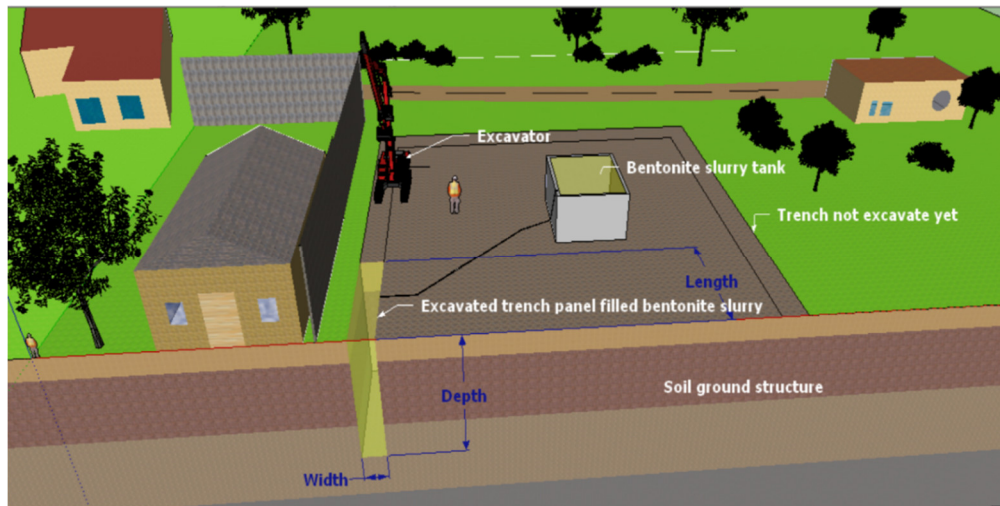 Excavator
Bentonite slurry tank
Trench not excavate yet
Length
Excavated trench panel filled bentonite slurry
Soil ground structure
Depth
Width